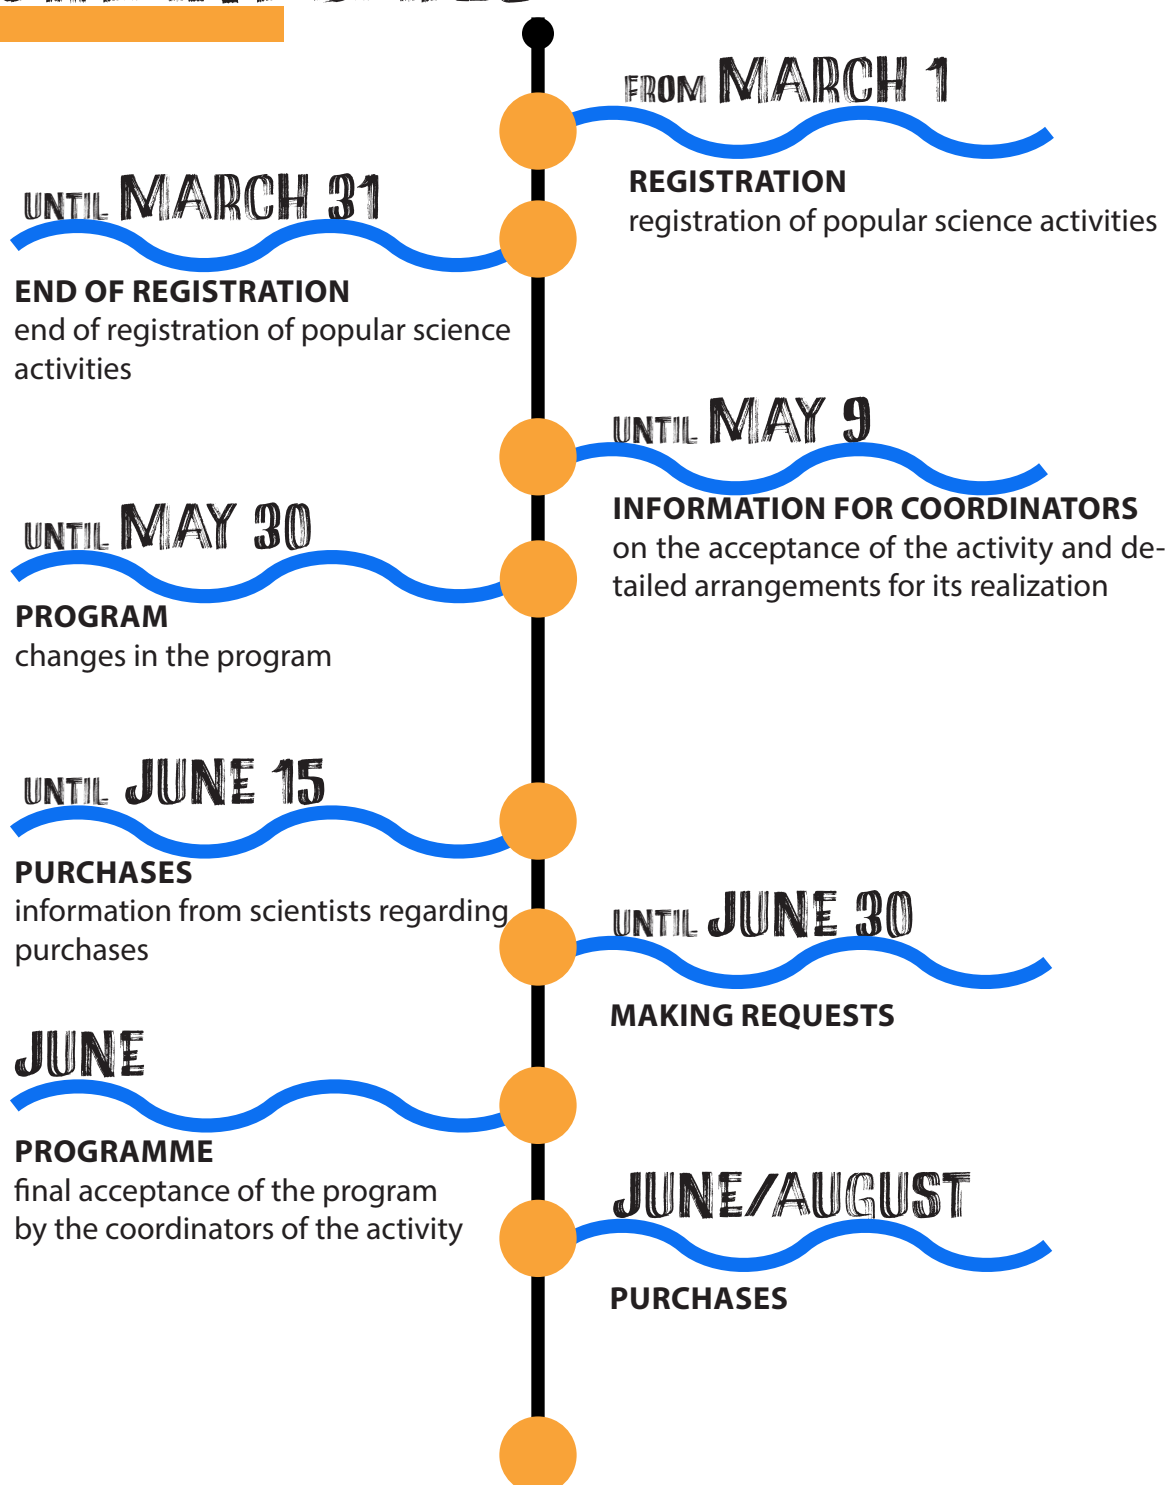 FROM MARCH 1
REGISTRATION
registration of popular science activities
UNTIL MARCH 31
END OF REGISTRATION
end of registration of popular science
activities
UNTIL MAY 9
INFORMATION FOR COORDINATORS
on the acceptance of the activity and de-
tailed arrangements for its realization
UNTIL MAY 30
PROGRAM
changes in the program
UNTIL JUNE 15
PURCHASES
information from scientists regarding
purchases
UNTIL JUNE 30
MAKING REQUESTS
JUNE
PROGRAMME
final acceptance of the program
by the coordinators of the activity
JUNE/AUGUST
PURCHASES